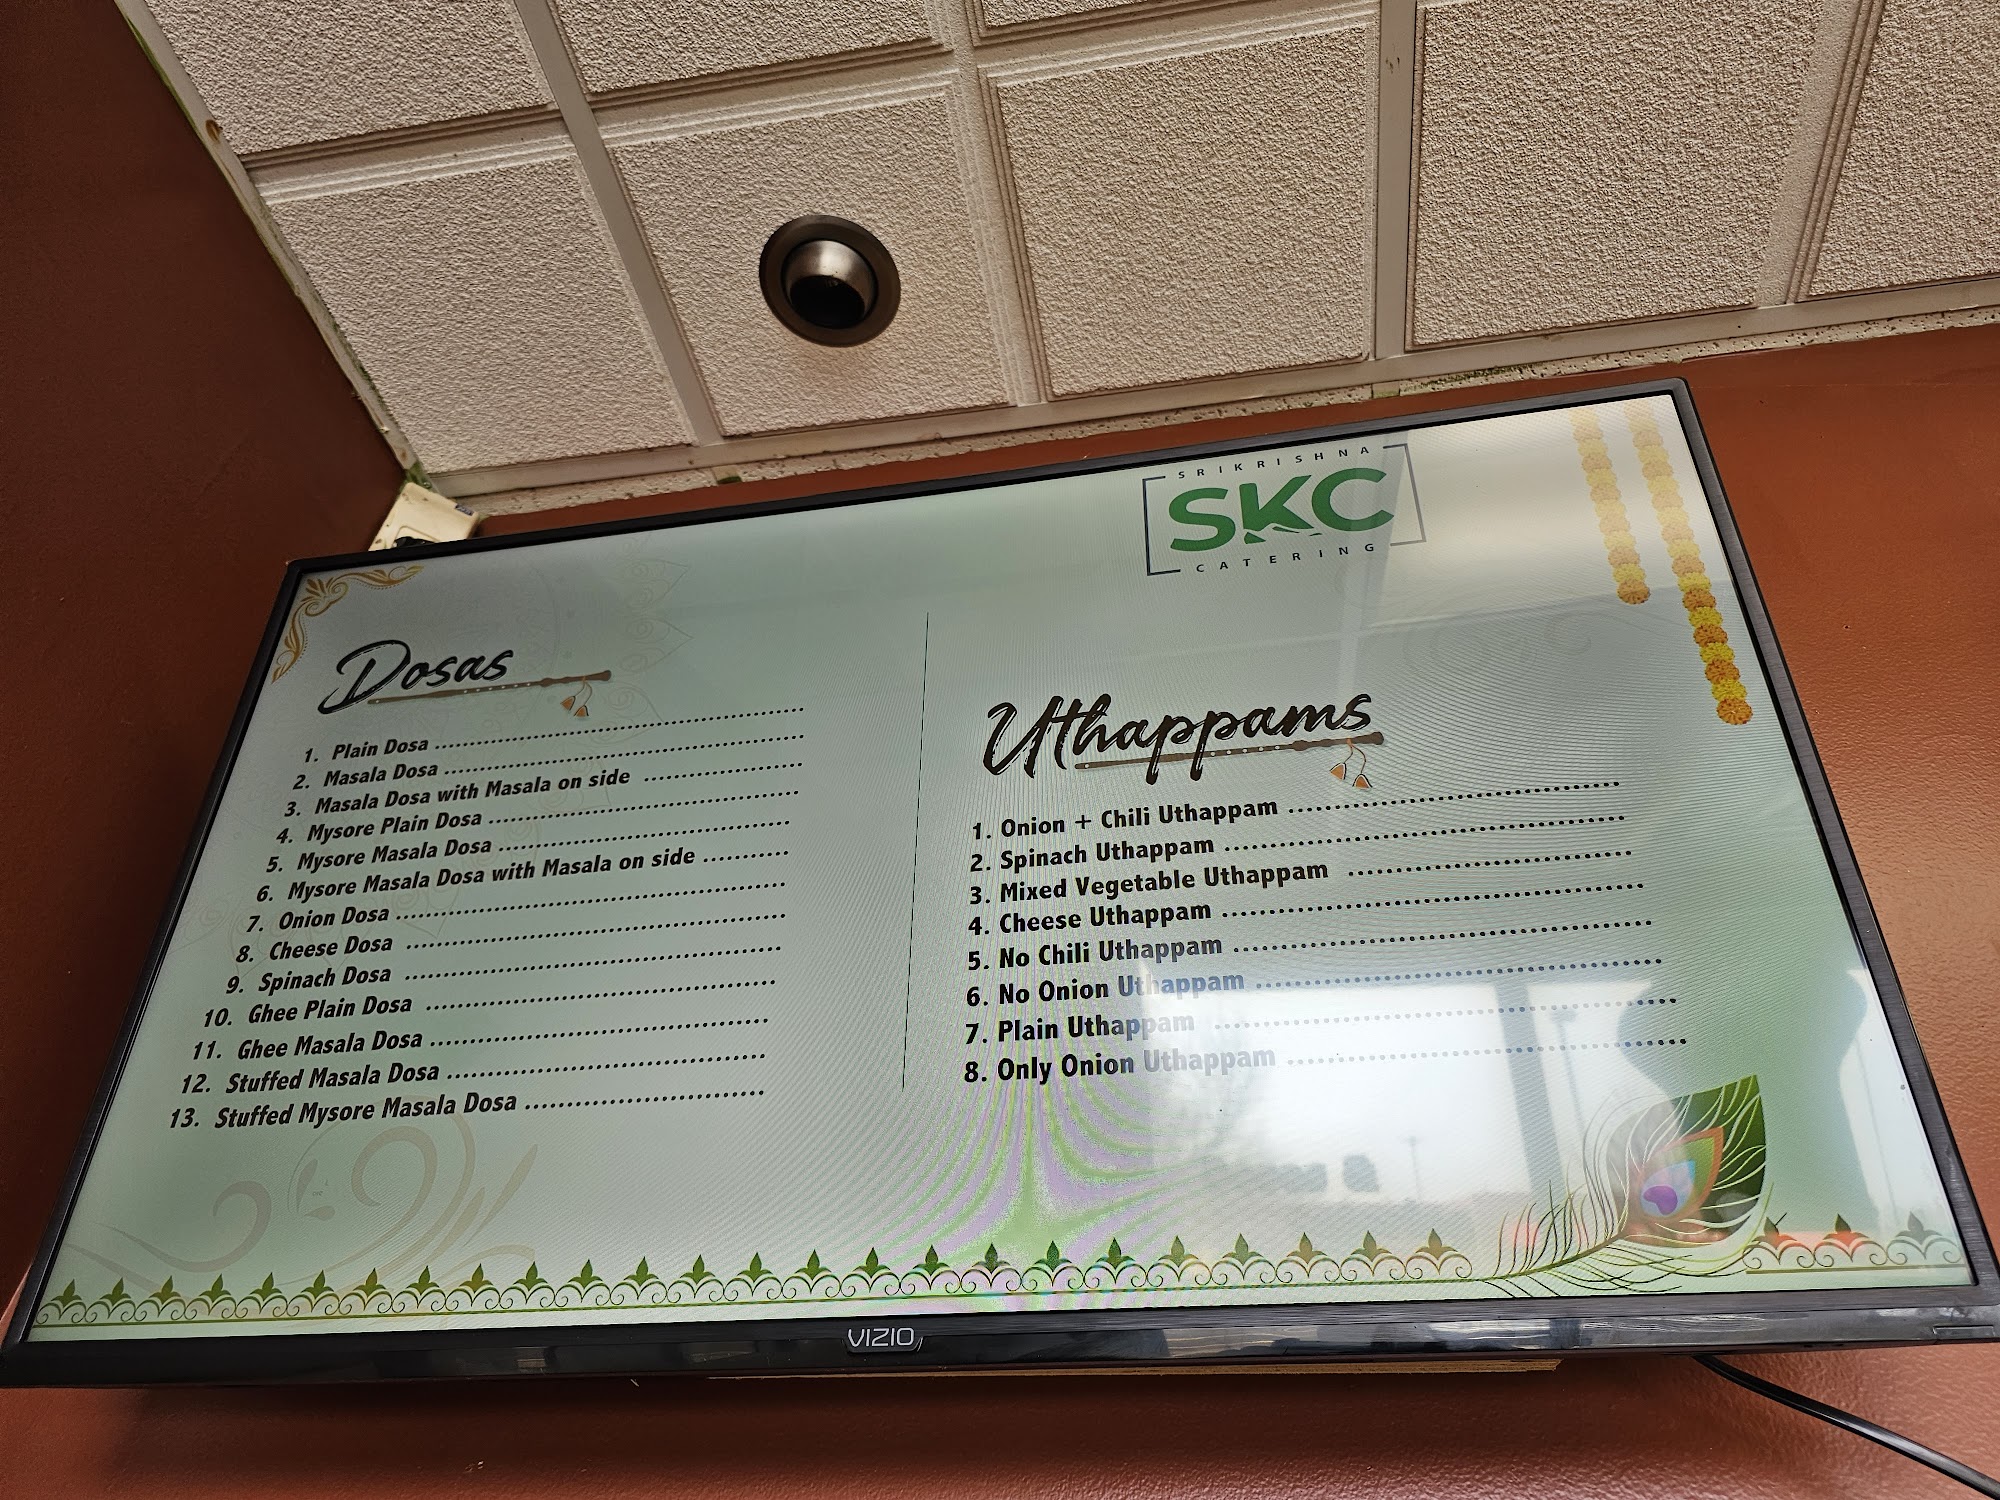 SRIKRISHNA
SKC
CATERING
Dosas
1. Plain Dosa ................................................
2. Masala Dosa ..............................................
3. Masala Dosa with Masala on side ....................
4. Mysore Plain Dosa ........................................
5. Mysore Masala Dosa .....................................
6. Mysore Masala Dosa with Masala on side ...........
7. Onion Dosa ................................................
8. Cheese Dosa ...............................................
9. Spinach Dosa ..............................................
10. Ghee Plain Dosa ..........................................
11. Ghee Masala Dosa ........................................
12. Stuffed Masala Dosa .....................................
13. Stuffed Mysore Masala Dosa ............................
Uthappams
1. Onion + Chili Uthappam ................................
2. Spinach Uthappam .......................................
3. Mixed Vegetable Uthappam ...........................
4. Cheese Uthappam ........................................
5. No Chili Uthappam .......................................
6. No Onion Uthappam ......................................
7. Plain Uthappam ...........................................
8. Only Onion Uthappam ...................................
VIZIO